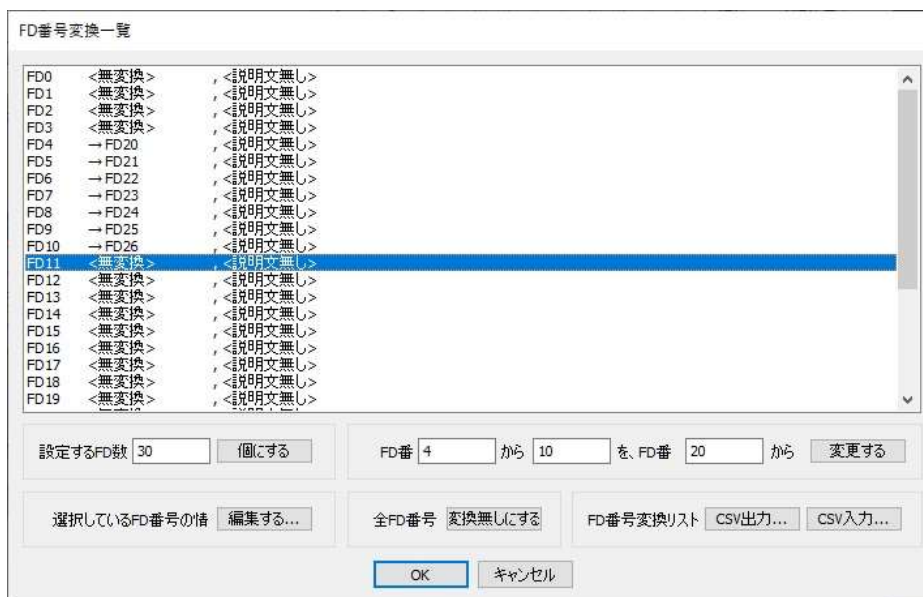 FD番号変換一覧
FD0 <無変換> , <説明文無し>
FD1 <無変換> , <説明文無し>
FD2 <無変換> , <説明文無し>
FD3 <無変換> , <説明文無し>
FD4 →FD20 , <説明文無し>
FD5 →FD21 , <説明文無し>
FD6 →FD22 , <説明文無し>
FD7 →FD23 , <説明文無し>
FD8 →FD24 , <説明文無し>
FD9 →FD25 , <説明文無し>
FD10 →FD26 , <説明文無し>
FD11 <無変換> , <説明文無し>
FD12 <無変換> , <説明文無し>
FD13 <無変換> , <説明文無し>
FD14 <無変換> , <説明文無し>
FD15 <無変換> , <説明文無し>
FD16 <無変換> , <説明文無し>
FD17 <無変換> , <説明文無し>
FD18 <無変換> , <説明文無し>
FD19 <無変換> , <説明文無し>
設定するFD数 30 個にする FD番 4 から 10 を、FD番 20 から 変更する
選択しているFD番号の情 編集する... 全FD番号 変換無しにする FD番号変換リスト CSV出力... CSV入力...
OK キャンセル